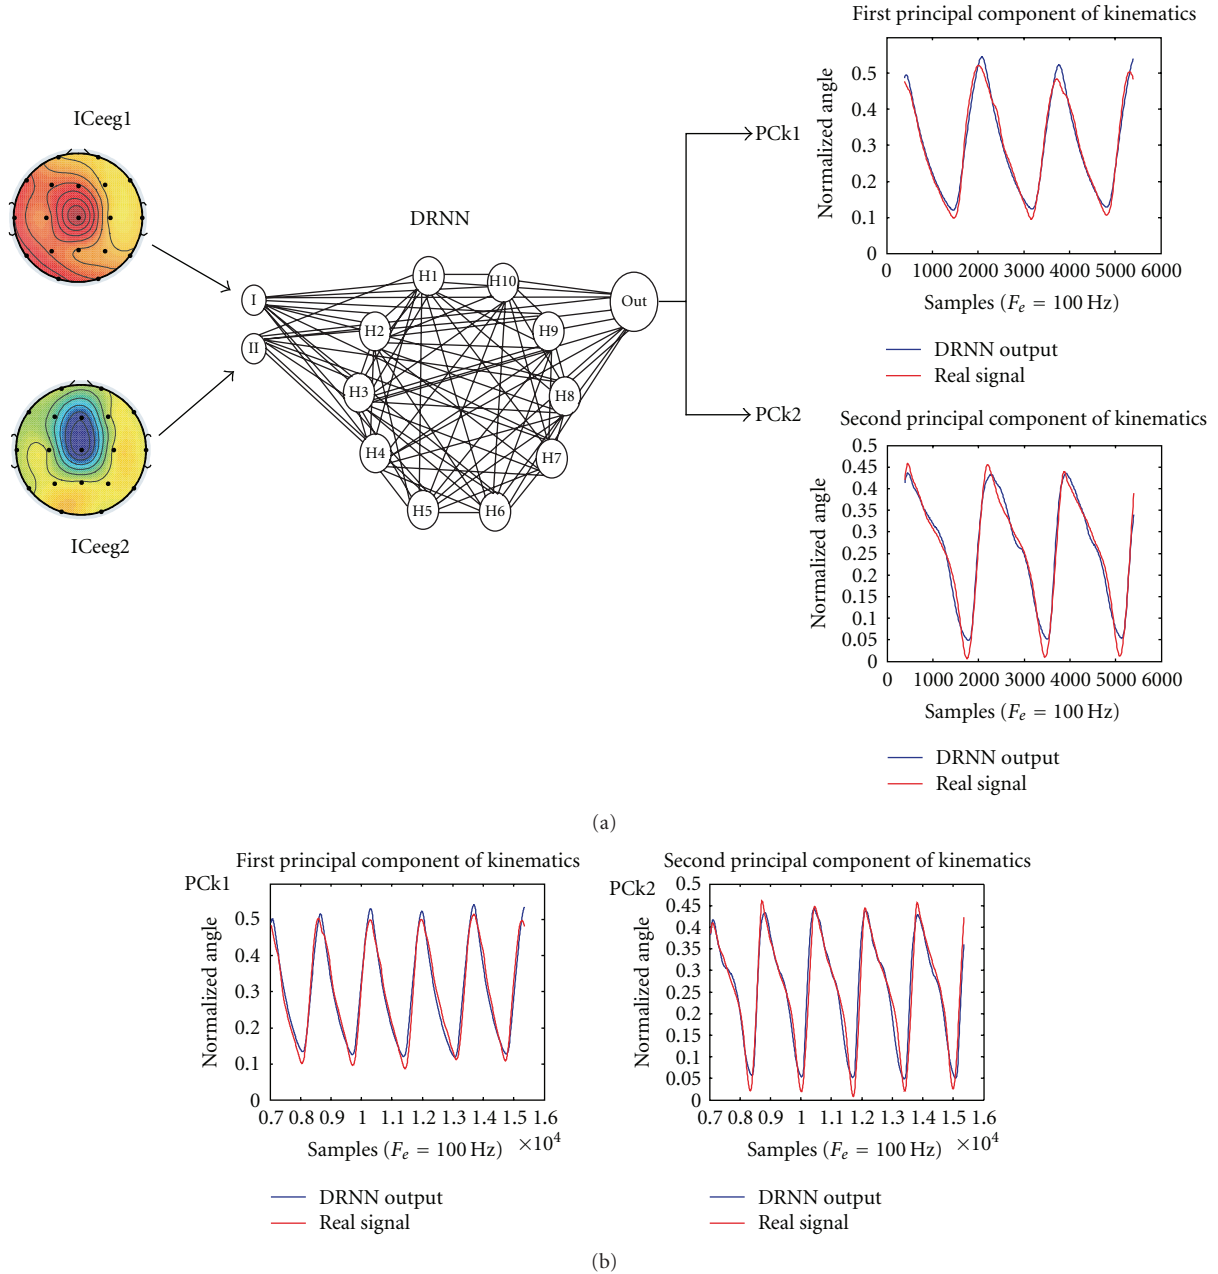 First principal component of kinematics
ICeeg1
DRNN
I
II
H1
H2
H3
H4
H5
H6
H7
H8
H9
H10
Out
ICeeg2
PCk1
PCk2
Normalized angle
0.5
0.4
0.3
0.2
0.1
0
0 1000 2000 3000 4000 5000 6000
Samples (Fe = 100 Hz)
DRNN output
Real signal
Second principal component of kinematics
Normalized angle
0.5
0.45
0.4
0.35
0.3
0.25
0.2
0.15
0.1
0.05
0
0 1000 2000 3000 4000 5000 6000
Samples (Fe = 100 Hz)
DRNN output
Real signal
(a)
First principal component of kinematics
PCk1
Normalized angle
0.6
0.5
0.4
0.3
0.2
0.1
0
0.7 0.8 0.9 1 1.1 1.2 1.3 1.4 1.5 1.6
×10⁴
Samples (Fe = 100 Hz)
DRNN output
Real signal
Second principal component of kinematics
PCk2
Normalized angle
0.5
0.45
0.4
0.35
0.3
0.25
0.2
0.15
0.1
0.05
0
0.7 0.8 0.9 1 1.1 1.2 1.3 1.4 1.5 1.6
×10⁴
Samples (Fe = 100 Hz)
DRNN output
Real signal
(b)